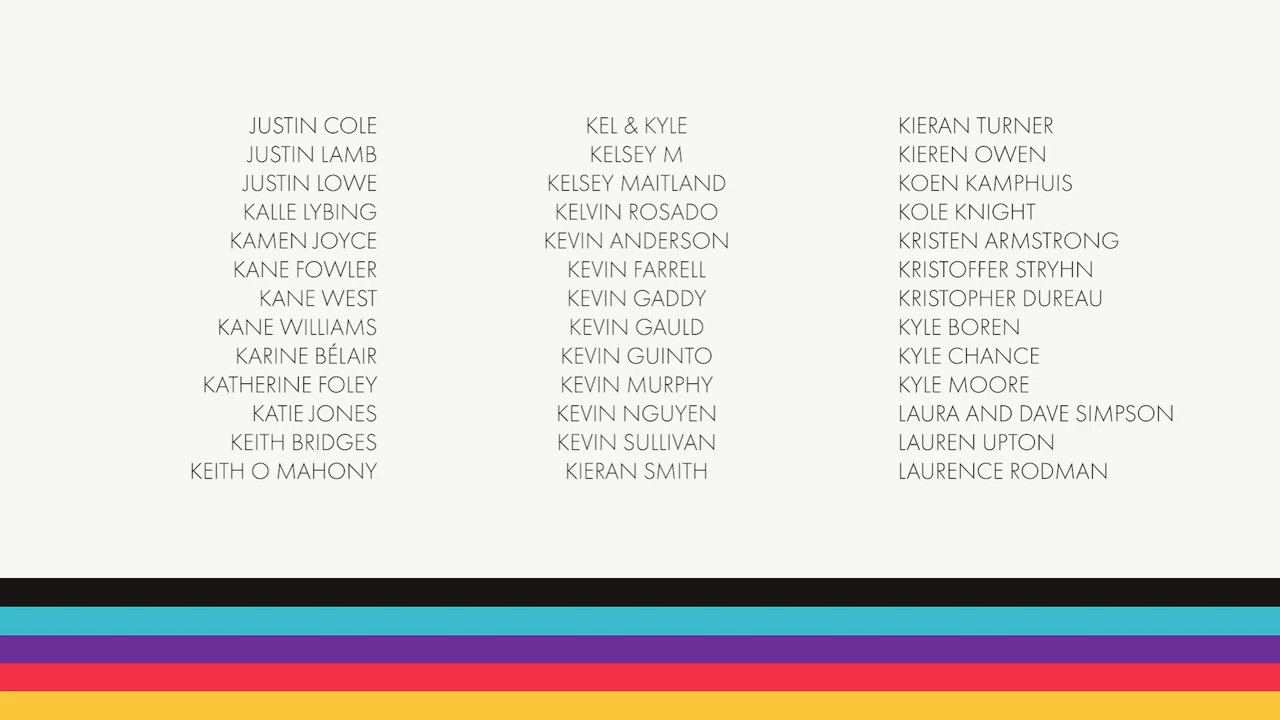 JUSTIN COLE
JUSTIN LAMB
JUSTIN LOWE
KALLE LYBING
KAMEN JOYCE
KANE FOWLER
KANE WEST
KANE WILLIAMS
KARINE BÉLAIR
KATHERINE FOLEY
KATIE JONES
KEITH BRIDGES
KEITH O MAHONY
KEL & KYLE
KELSEY M
KELSEY MAITLAND
KELVIN ROSADO
KEVIN ANDERSON
KEVIN FARRELL
KEVIN GADDY
KEVIN GAULD
KEVIN GUINTO
KEVIN MURPHY
KEVIN NGUYEN
KEVIN SULLIVAN
KIERAN SMITH
KIERAN TURNER
KIEREN OWEN
KOEN KAMPHUIS
KOLE KNIGHT
KRISTEN ARMSTRONG
KRISTOFFER STRYHN
KRISTOPHER DUREAU
KYLE BOREN
KYLE CHANCE
KYLE MOORE
LAURA AND DAVE SIMPSON
LAUREN UPTON
LAURENCE RODMAN